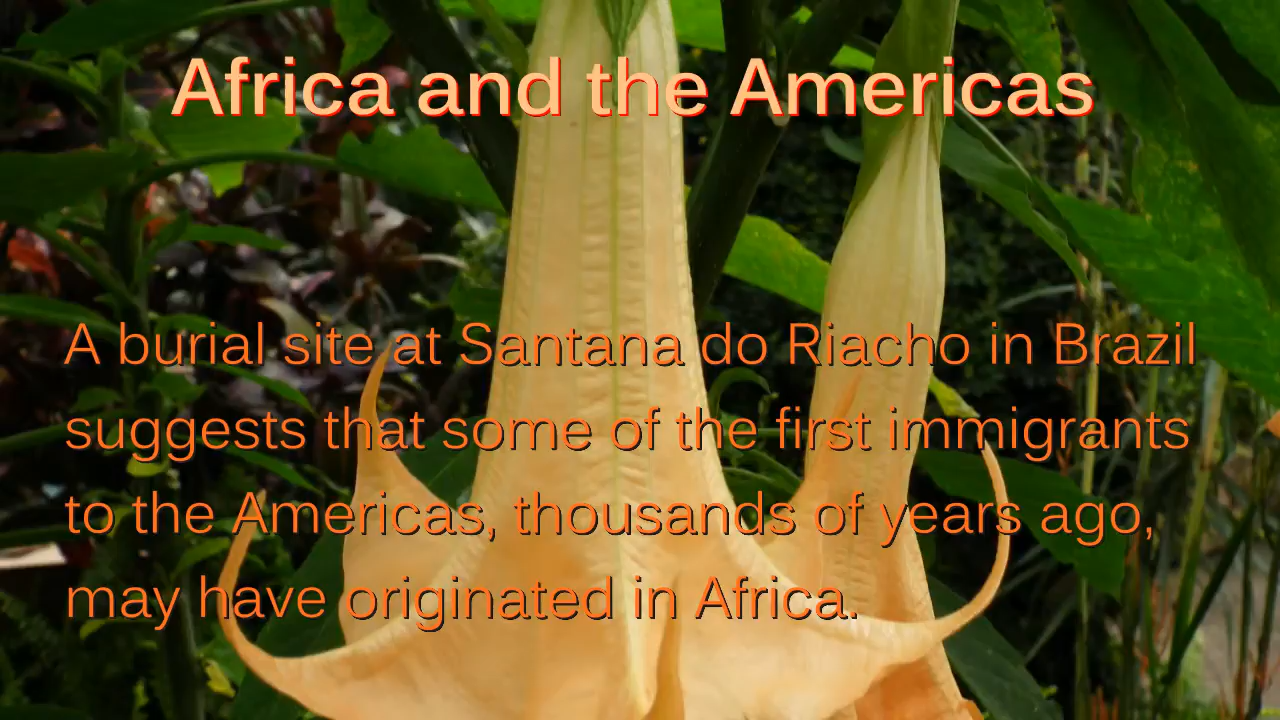 Africa and the Americas
A burial site at Santana do Riacho in Brazil
suggests that some of the first immigrants
to the Americas, thousands of years ago,
may have originated in Africa.